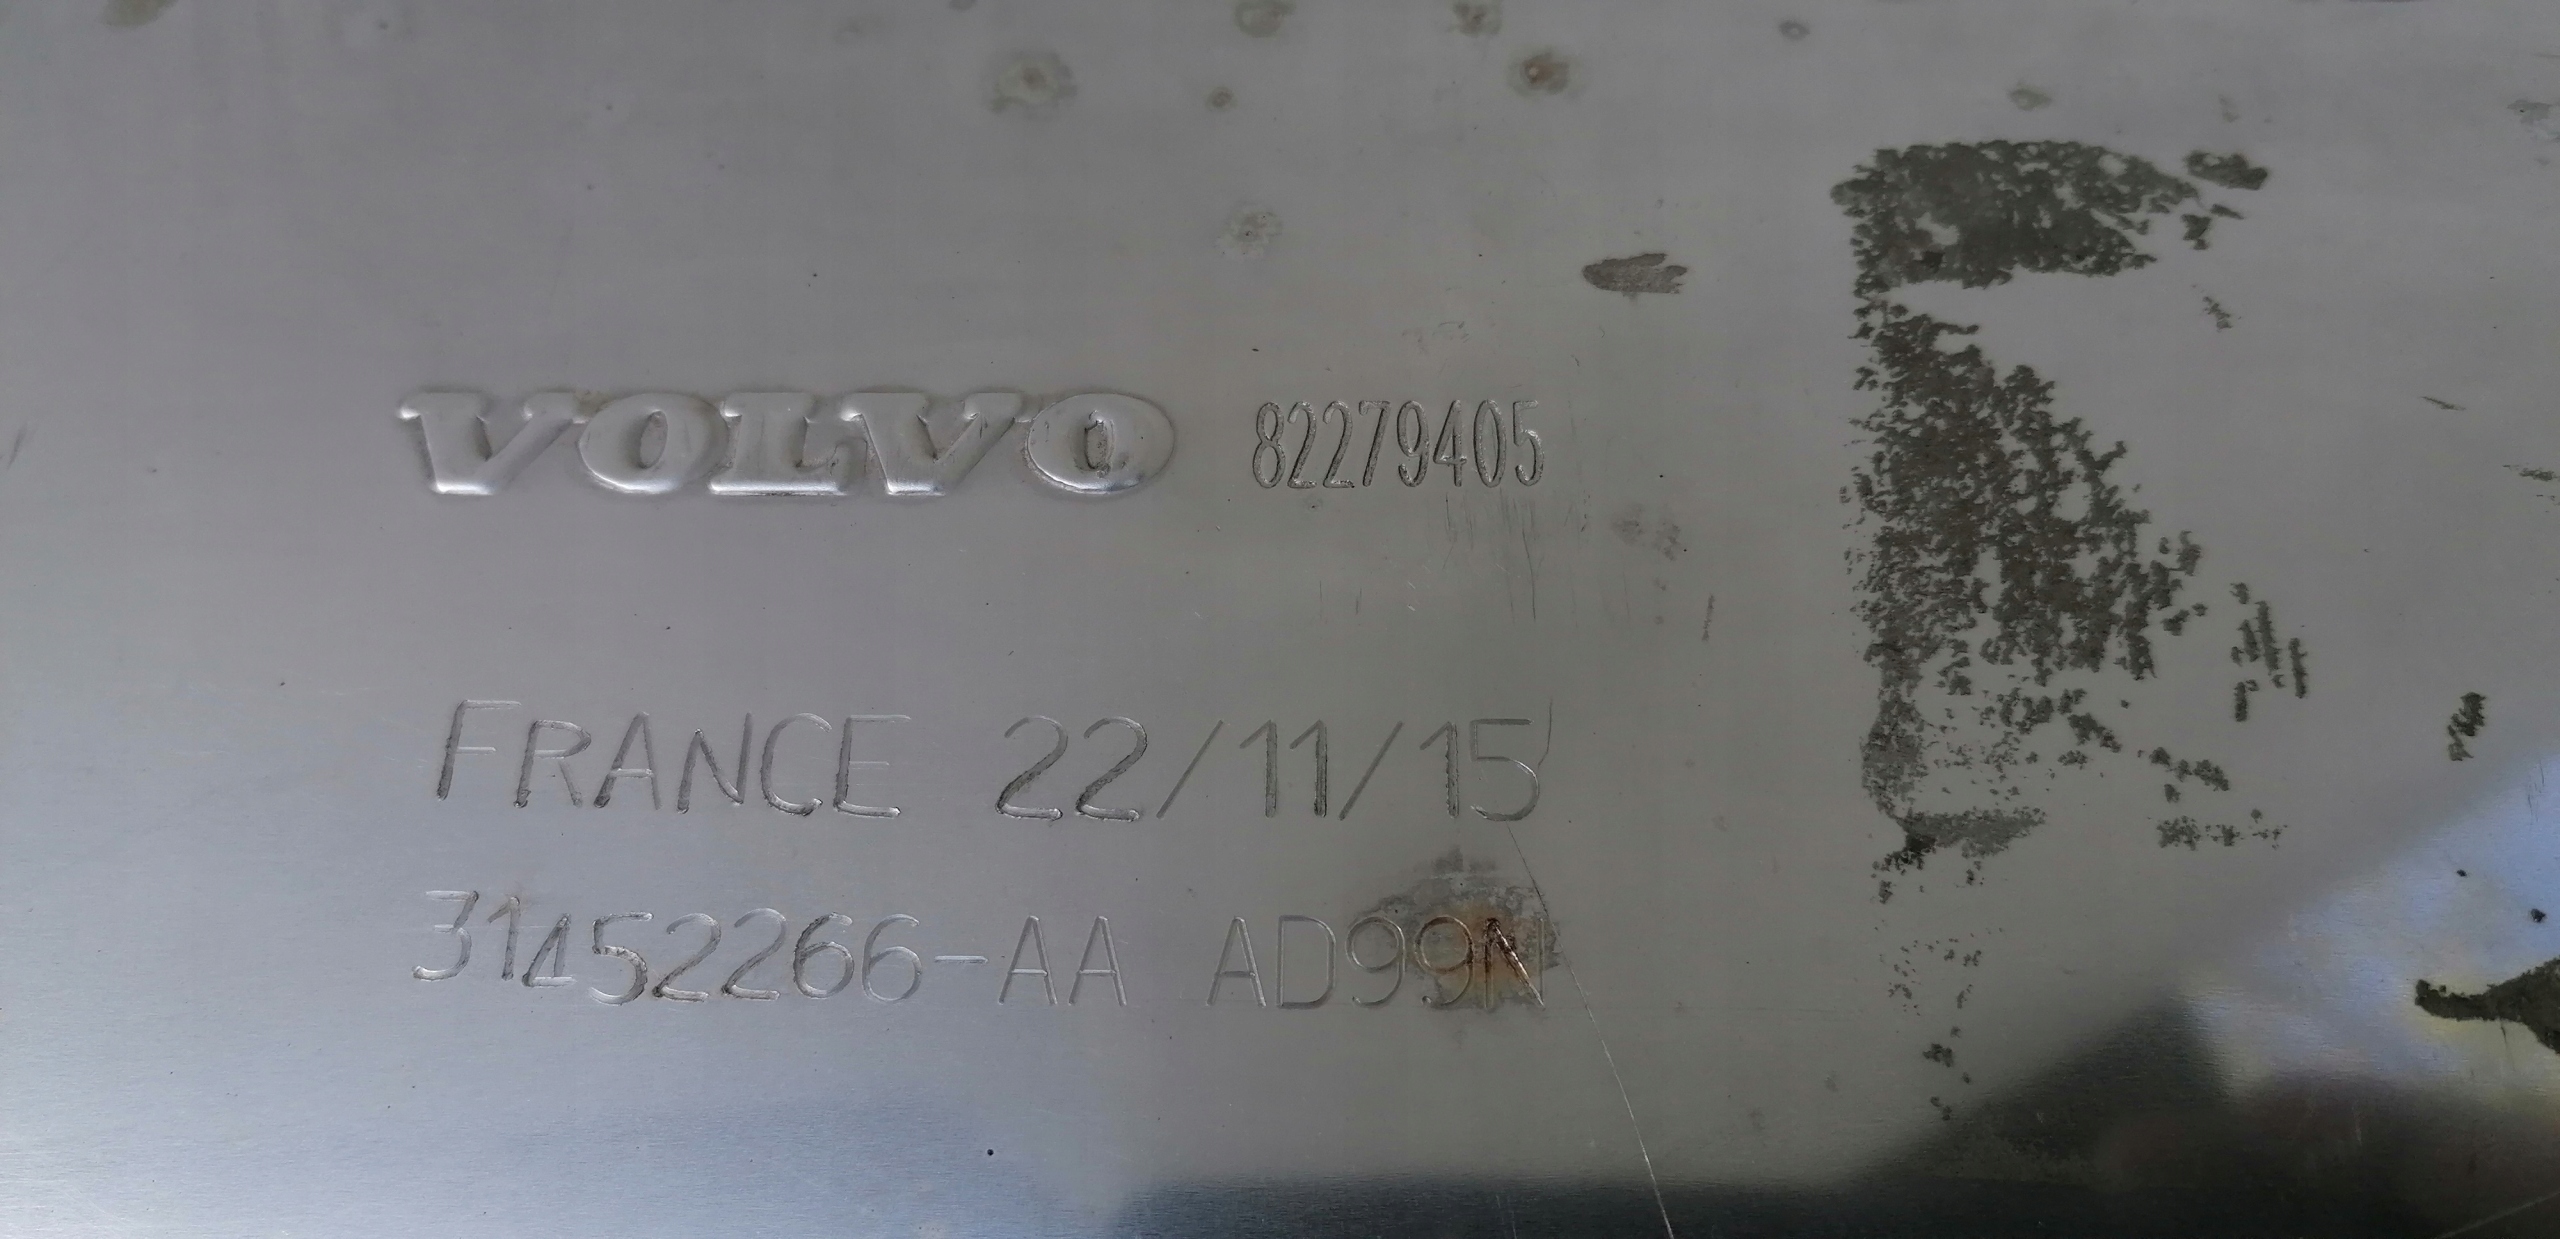 VOLVO 82279405
FRANCE 22/11/15
31452266-AA AD99N